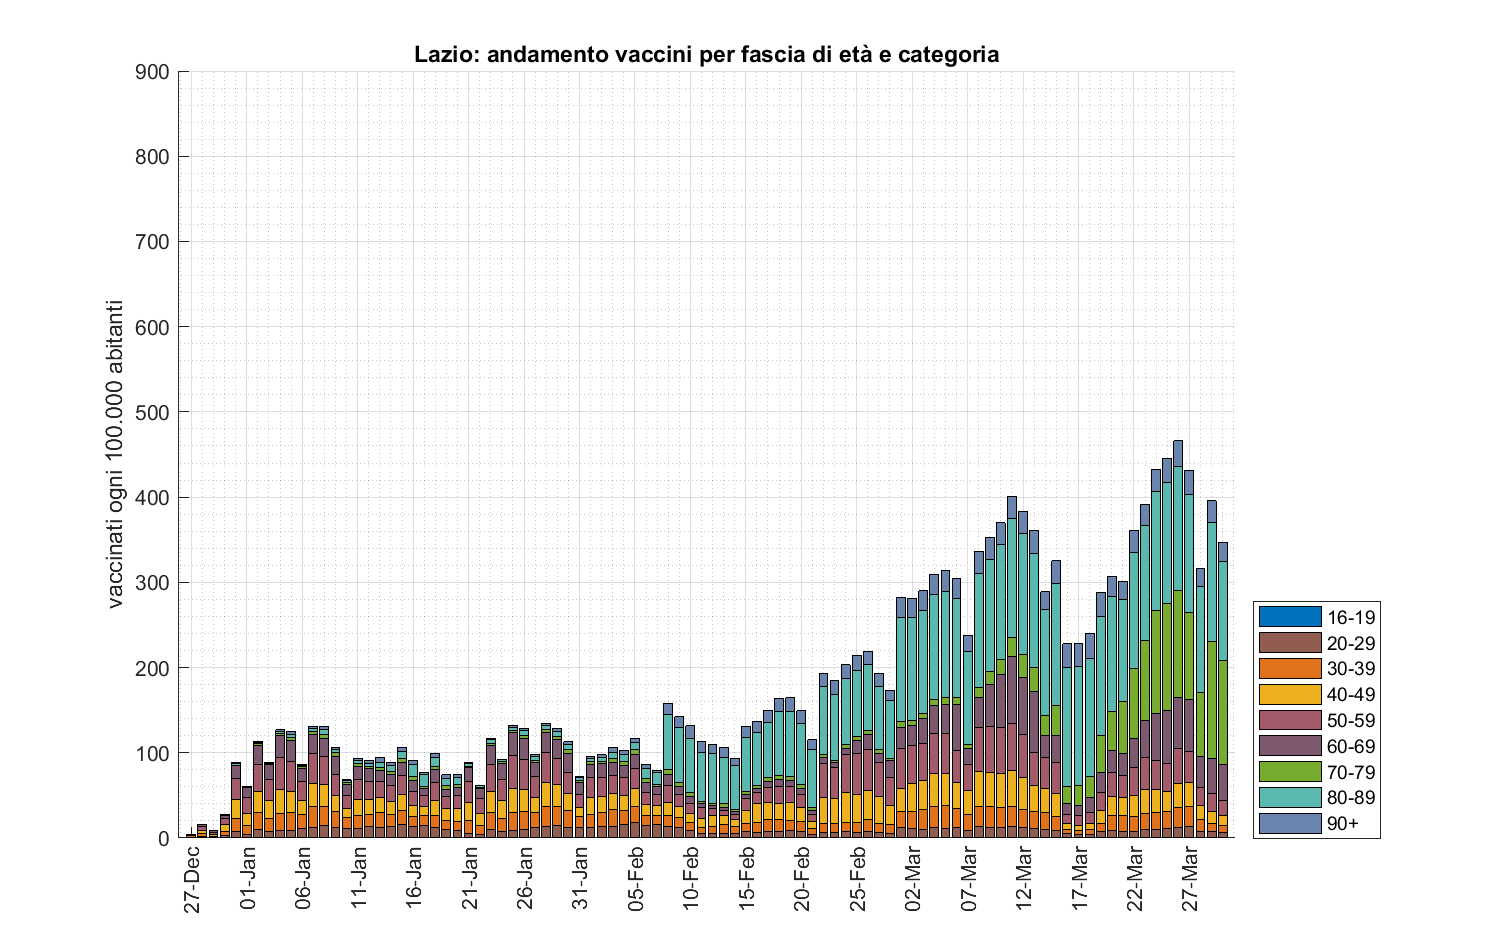 Lazio: andamento vaccini per fascia di età e categoria
vaccinati ogni 100.000 abitanti
900
800
700
600
500
400
300
200
100
0
27-Dec
01-Jan
06-Jan
11-Jan
16-Jan
21-Jan
26-Jan
31-Jan
05-Feb
10-Feb
15-Feb
20-Feb
25-Feb
02-Mar
07-Mar
12-Mar
17-Mar
22-Mar
27-Mar
16-19
20-29
30-39
40-49
50-59
60-69
70-79
80-89
90+